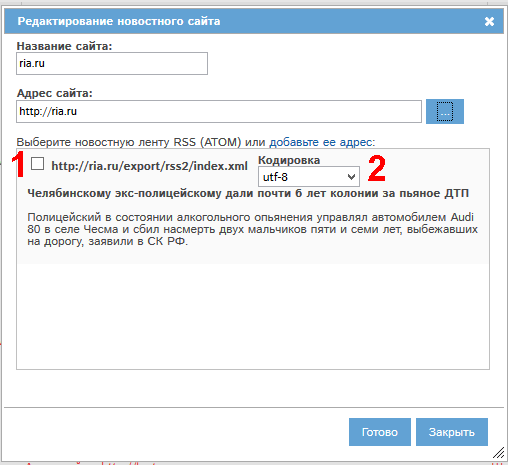 Редактирование новостного сайта
Название сайта:
ria.ru
Адрес сайта:
http://ria.ru
...
Выберите новостную ленту RSS (ATOM) или добавьте ее адрес:
1 http://ria.ru/export/rss2/index.xml Кодировка 2
utf-8
Челябинскому экс-полицейскому дали почти 6 лет колонии за пьяное ДТП
Полицейский в состоянии алкогольного опьянения управлял автомобилем Audi
80 в селе Чесма и сбил насмерть двух мальчиков пяти и семи лет, выбежавших
на дорогу, заявили в СК РФ.
Готово Закрыть